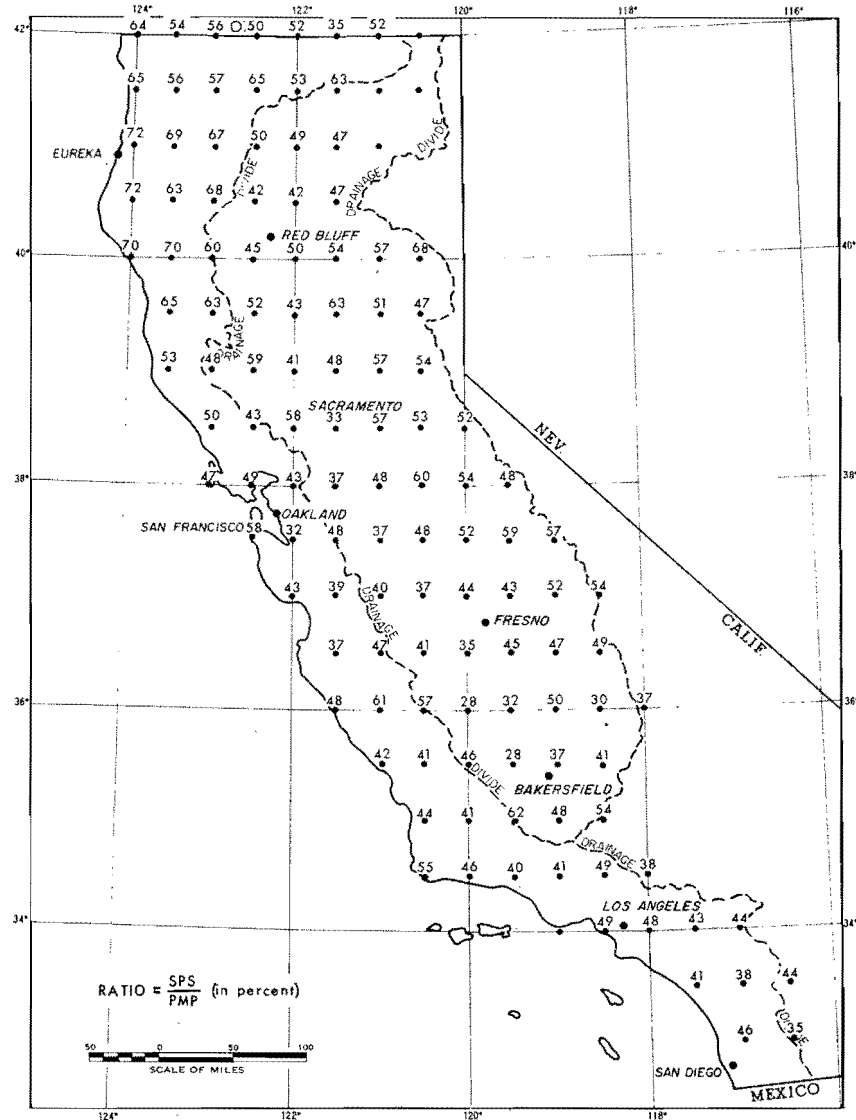 124° 122° 120° 118° 116°
42° 64 54 56 50 52 35 52
65 56 57 65 53 63
72 69 67 50 49 47
EUREKA
DIVIDE
DRAINAGE
DIVIDE
72 63 68 42 42 47
RED BLUFF
40° 70 70 60 45 50 54 57 68 40°
65 63 52 43 63 51 47
53 48 59 41 48 57 54
SACRAMENTO
50 43 58 33 57 53 52
NEV.
38° 47 49 43 37 48 60 54 48 38°
OAKLAND
SAN FRANCISCO 58 32 48 37 48 52 59 57
43 39 40 37 44 43 52 54
DRAINAGE
FRESNO
CALIF.
37 47 41 35 45 47 49
36° 48 61 57 28 32 50 30 37 36°
42 41 46 28 37 41
DIVIDE
BAKERSFIELD
44 41 62 48 54
DRAINAGE
55 46 40 41 49 38
LOS ANGELES
34° 49 48 43 44 34°
41 38 44
RATIO = SPS
PMP (in percent)
46 35
50 0 50 100
SCALE OF MILES
SAN DIEGO
MEXICO
124° 122° 120° 118°